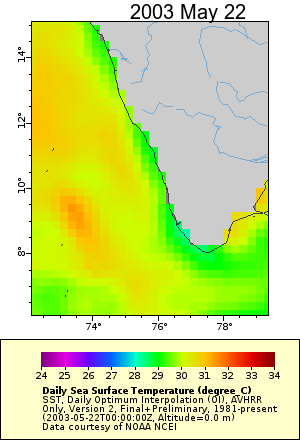 2003 May 22
14°
12°
10°
8°
74° 76° 78°
24 25 26 27 28 29 30 31 32 33 34
Daily Sea Surface Temperature (degree_C)
SST, Daily Optimum Interpolation (OI), AVHRR
Only, Version 2, Final+Preliminary, 1981-present
(2003-05-22T00:00:00Z, Altitude=0.0 m)
Data courtesy of NOAA NCEI